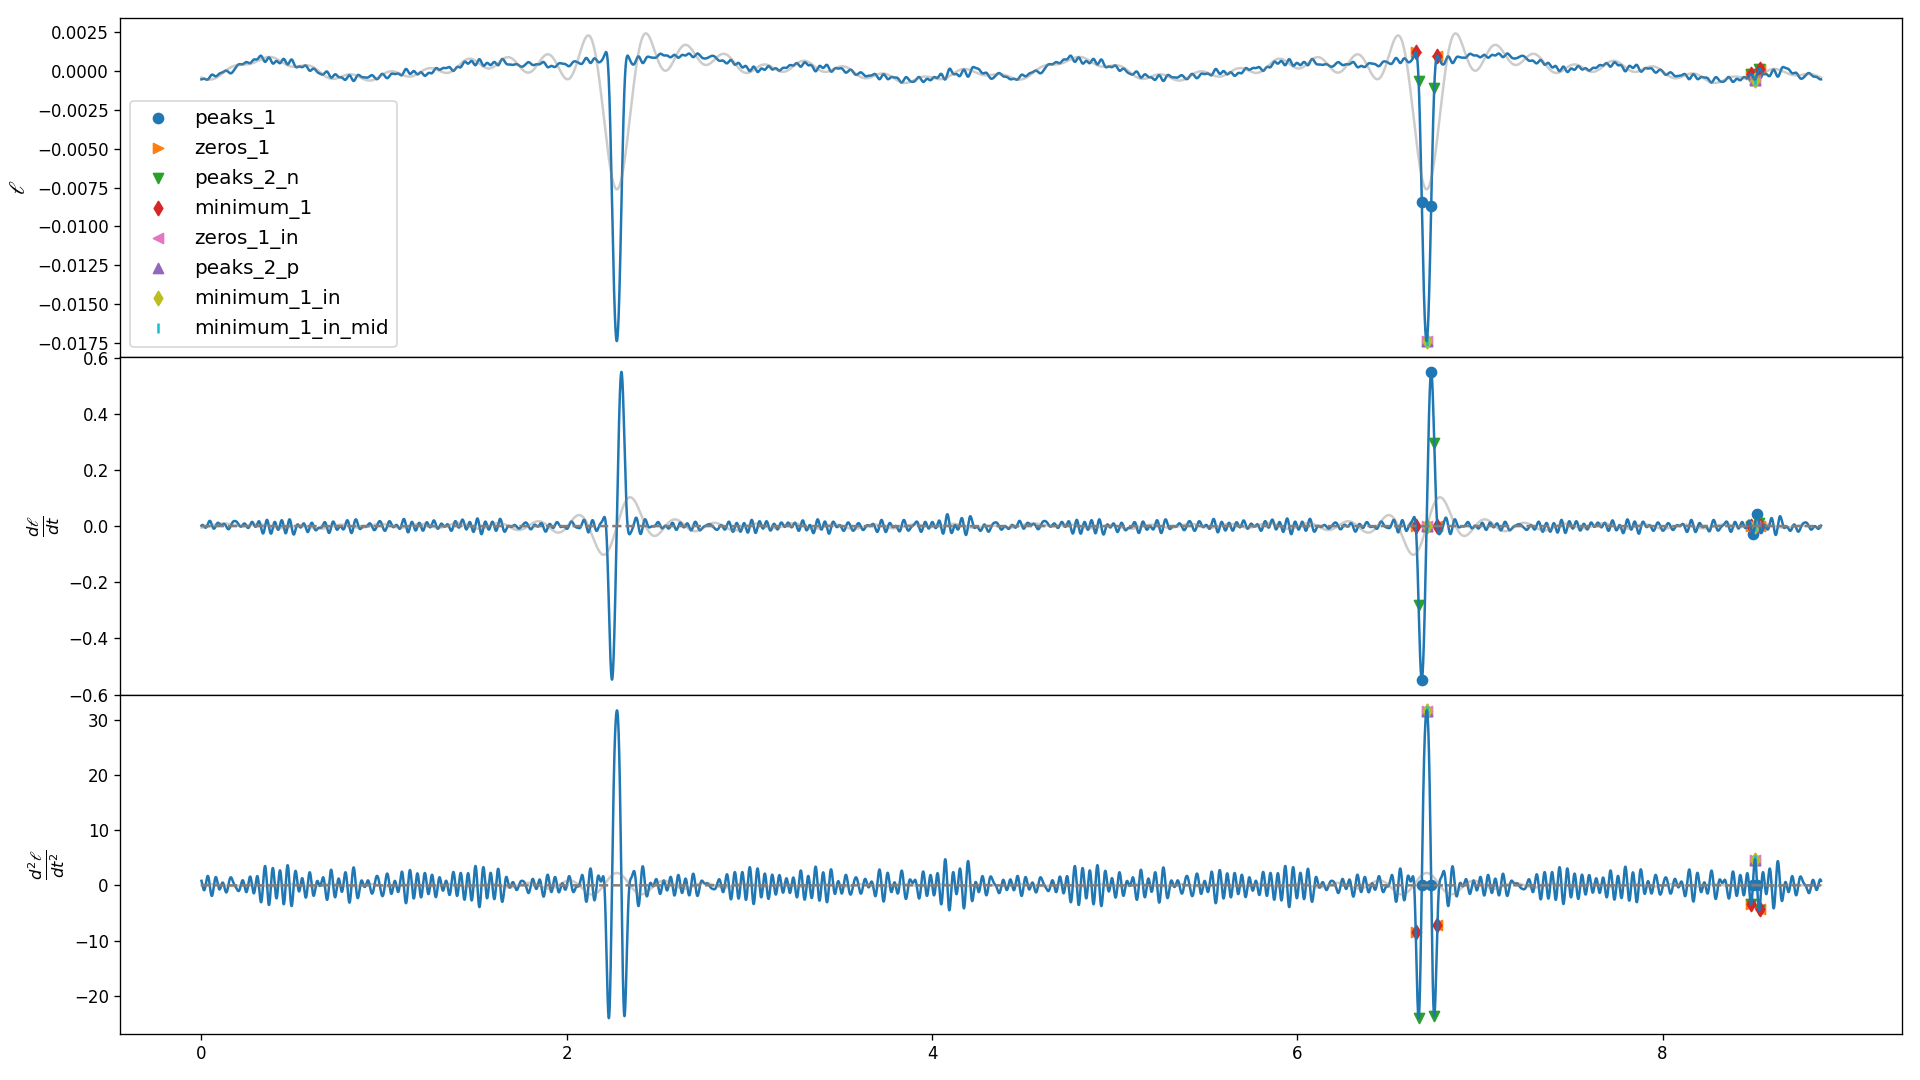 0.0025
0.0000
−0.0025
−0.0050
−0.0075
−0.0100
−0.0125
−0.0150
−0.0175
ℓ
peaks_1
zeros_1
peaks_2_n
minimum_1
zeros_1_in
peaks_2_p
minimum_1_in
minimum_1_in_mid
0.6
0.4
0.2
0.0
−0.2
−0.4
−0.6
dℓ
dt
30
20
10
0
−10
−20
d²ℓ
dt²
0 2 4 6 8